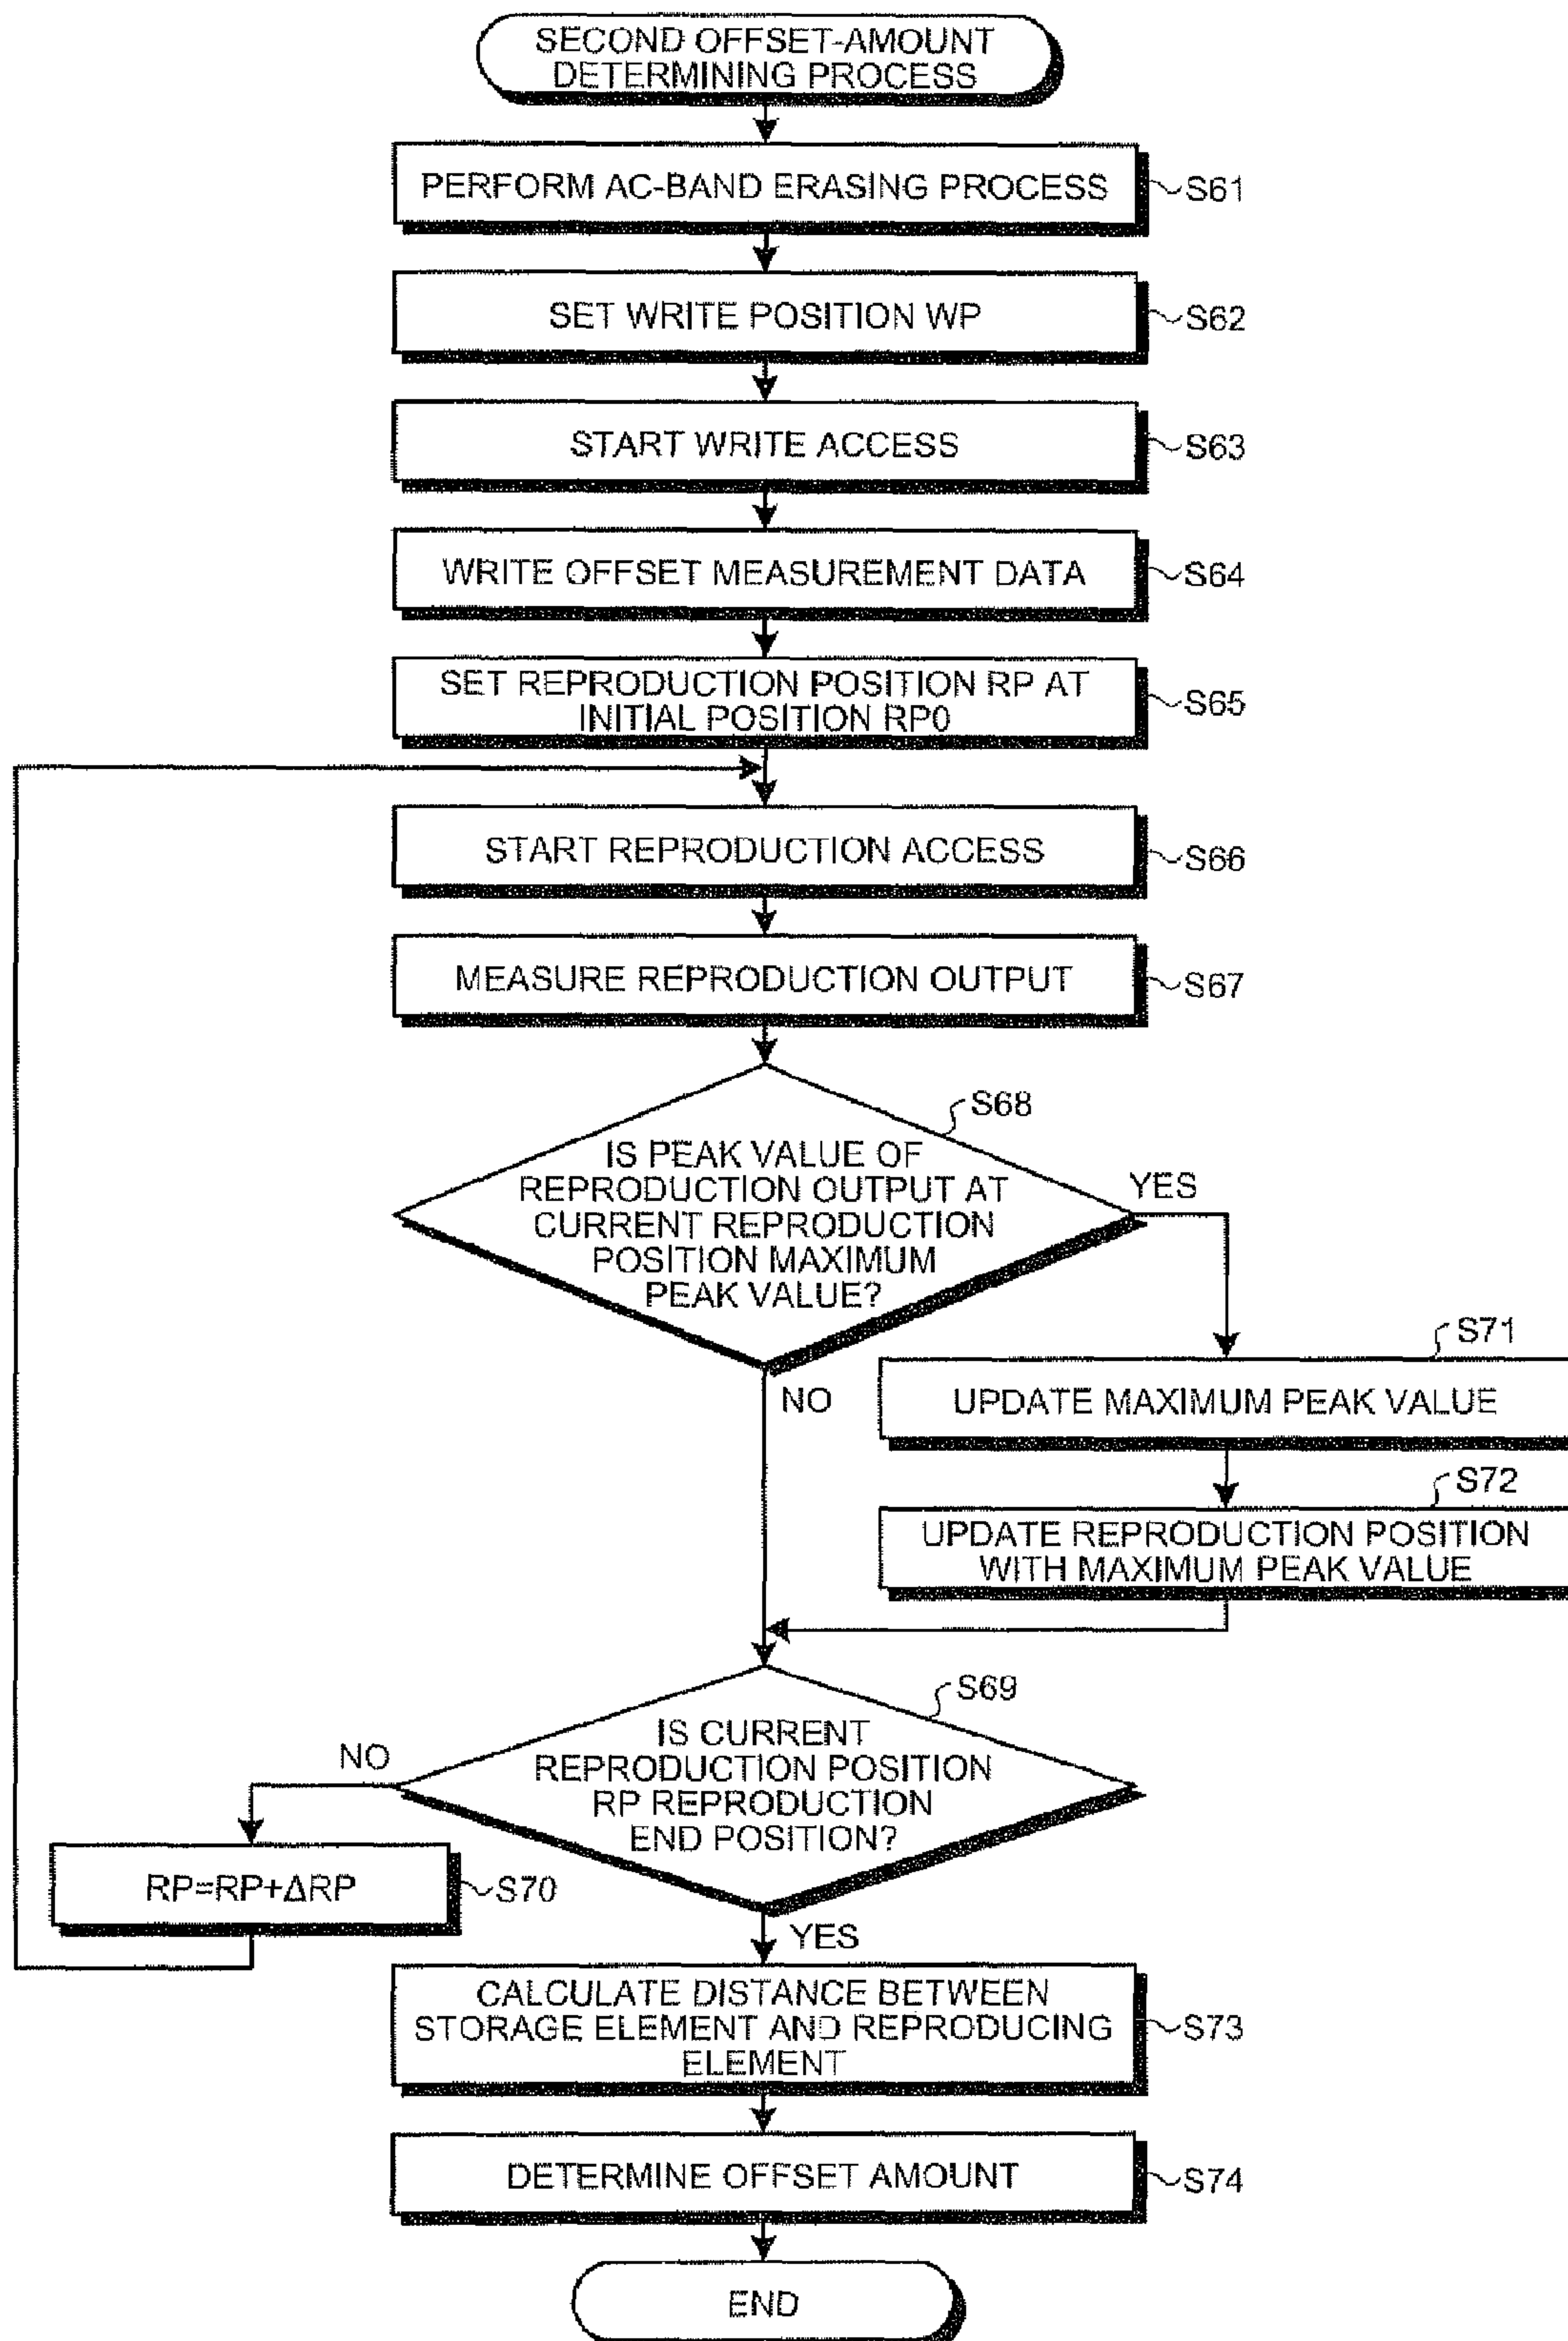 SECOND OFFSET-AMOUNT
DETERMINING PROCESS
PERFORM AC-BAND ERASING PROCESS
S61
SET WRITE POSITION WP
S62
START WRITE ACCESS
S63
WRITE OFFSET MEASUREMENT DATA
S64
SET REPRODUCTION POSITION RP AT
INITIAL POSITION RP0
S65
START REPRODUCTION ACCESS
S66
MEASURE REPRODUCTION OUTPUT
S67
S68
IS PEAK VALUE OF
REPRODUCTION OUTPUT AT
CURRENT REPRODUCTION
POSITION MAXIMUM
PEAK VALUE?
YES
NO
S71
UPDATE MAXIMUM PEAK VALUE
S72
UPDATE REPRODUCTION POSITION
WITH MAXIMUM PEAK VALUE
S69
IS CURRENT
REPRODUCTION POSITION
RP REPRODUCTION
END POSITION?
NO
RP=RP+ΔRP
S70
YES
CALCULATE DISTANCE BETWEEN
STORAGE ELEMENT AND REPRODUCING
ELEMENT
S73
DETERMINE OFFSET AMOUNT
S74
END